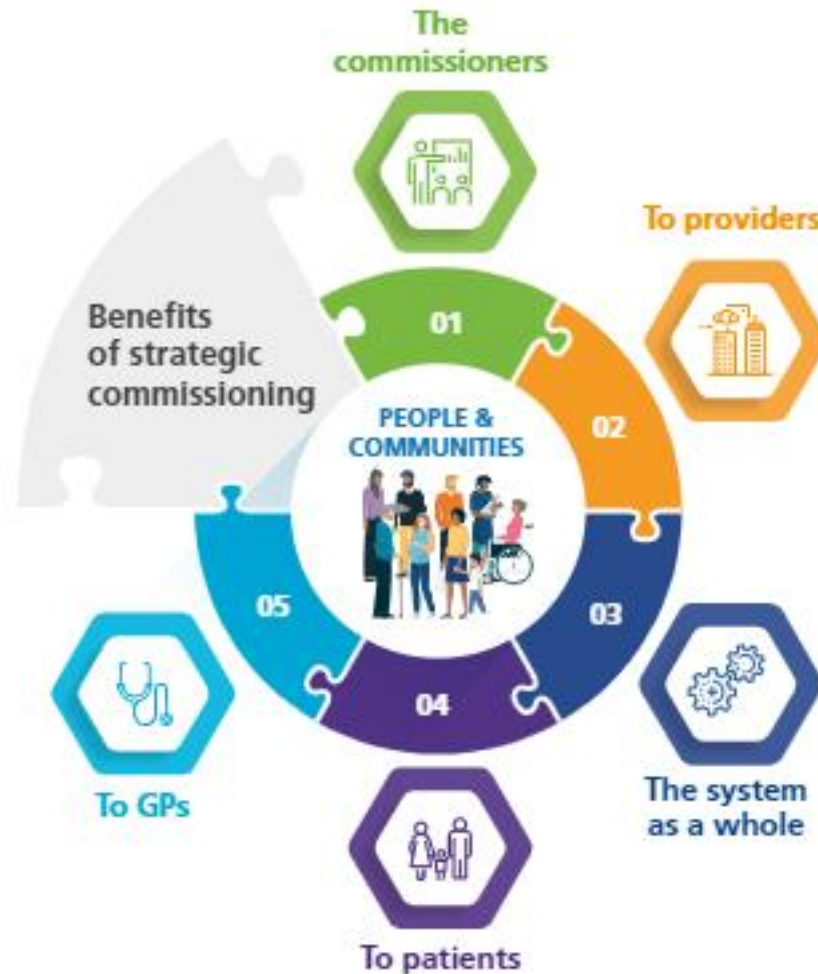 The
commissioners
To providers
Benefits
of strategic
commissioning
01
PEOPLE &
COMMUNITIES
02
05
03
04
To GPs
The system
as a whole
To patients